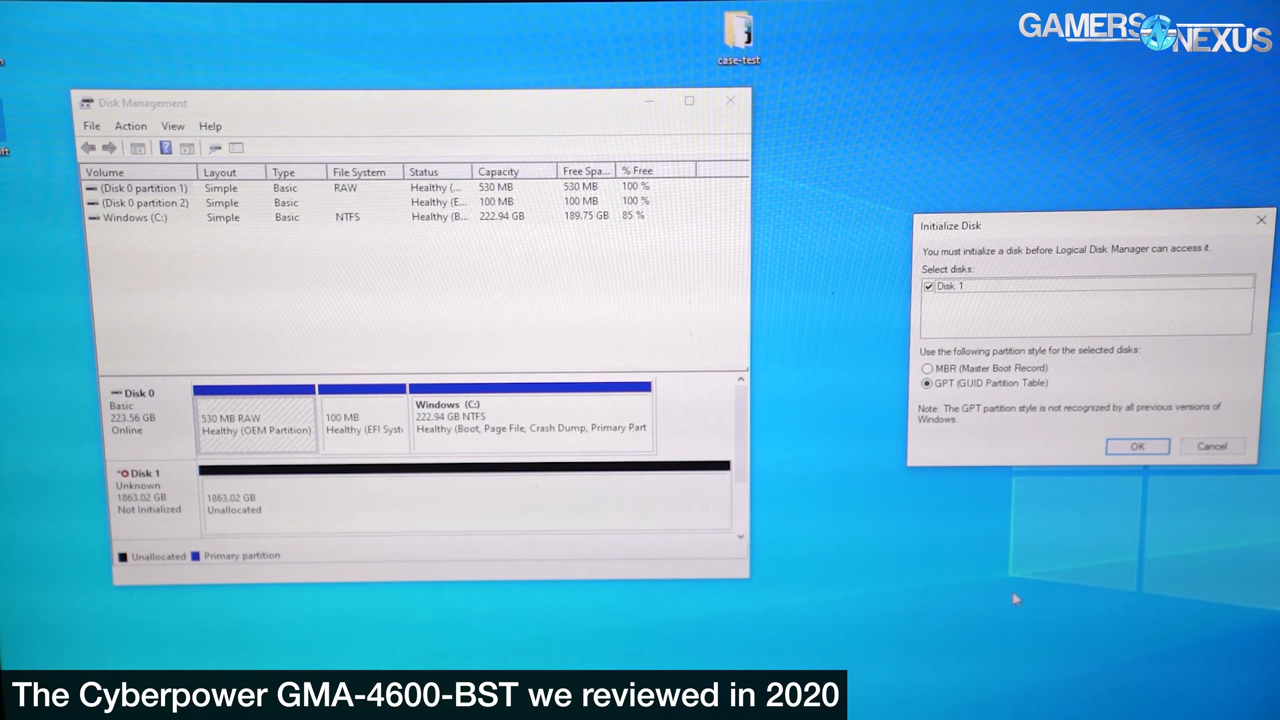 GAMERS NEXUS
case-test
Disk Management
File Action View Help
Volume Layout Type File System Status Capacity Free Spa... % Free
(Disk 0 partition 1) Simple Basic RAW Healthy (... 530 MB 530 MB 100 %
(Disk 0 partition 2) Simple Basic Healthy (E... 100 MB 100 MB 100 %
Windows (C:) Simple Basic NTFS Healthy (B... 222.94 GB 189.75 GB 85 %
Disk 0
Basic
223.56 GB
Online
530 MB RAW
Healthy (OEM Partition)
100 MB
Healthy (EFI Syst
Windows (C:)
222.94 GB NTFS
Healthy (Boot, Page File, Crash Dump, Primary Part
Disk 1
Unknown
1863.02 GB
Not Initialized
1863.02 GB
Unallocated
Unallocated Primary partition
Initialize Disk
You must initialize a disk before Logical Disk Manager can access it.
Select disks:
Disk 1
Use the following partition style for the selected disks:
MBR (Master Boot Record)
GPT (GUID Partition Table)
Note: The GPT partition style is not recognized by all previous versions of
Windows.
OK Cancel
The Cyberpower GMA-4600-BST we reviewed in 2020